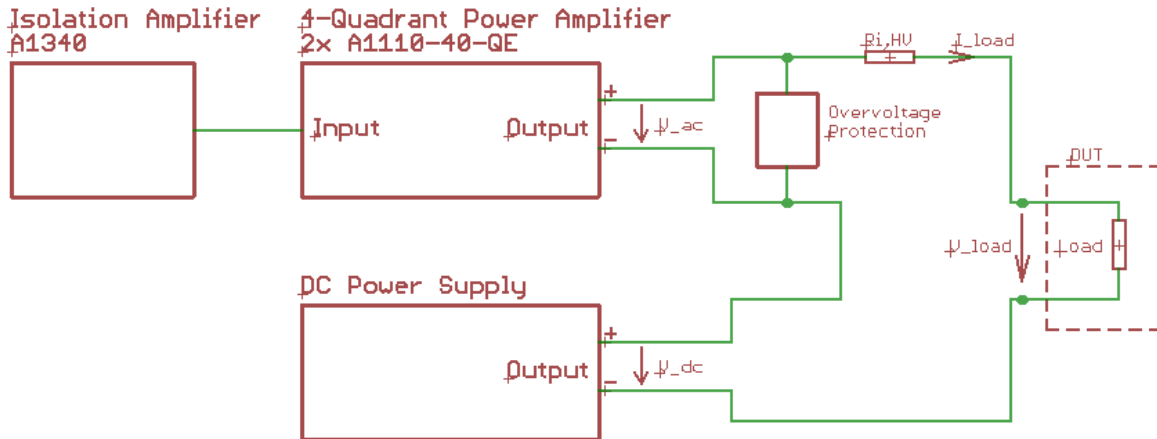 Isolation Amplifier
A1340
4-Quadrant Power Amplifier
2x A1110-40-QE
Input
Output
+
-
V_ac
Overvoltage
Protection
Ri,HV
I_load
DUT
V_load
Load
DC Power Supply
Output
+
-
V_dc